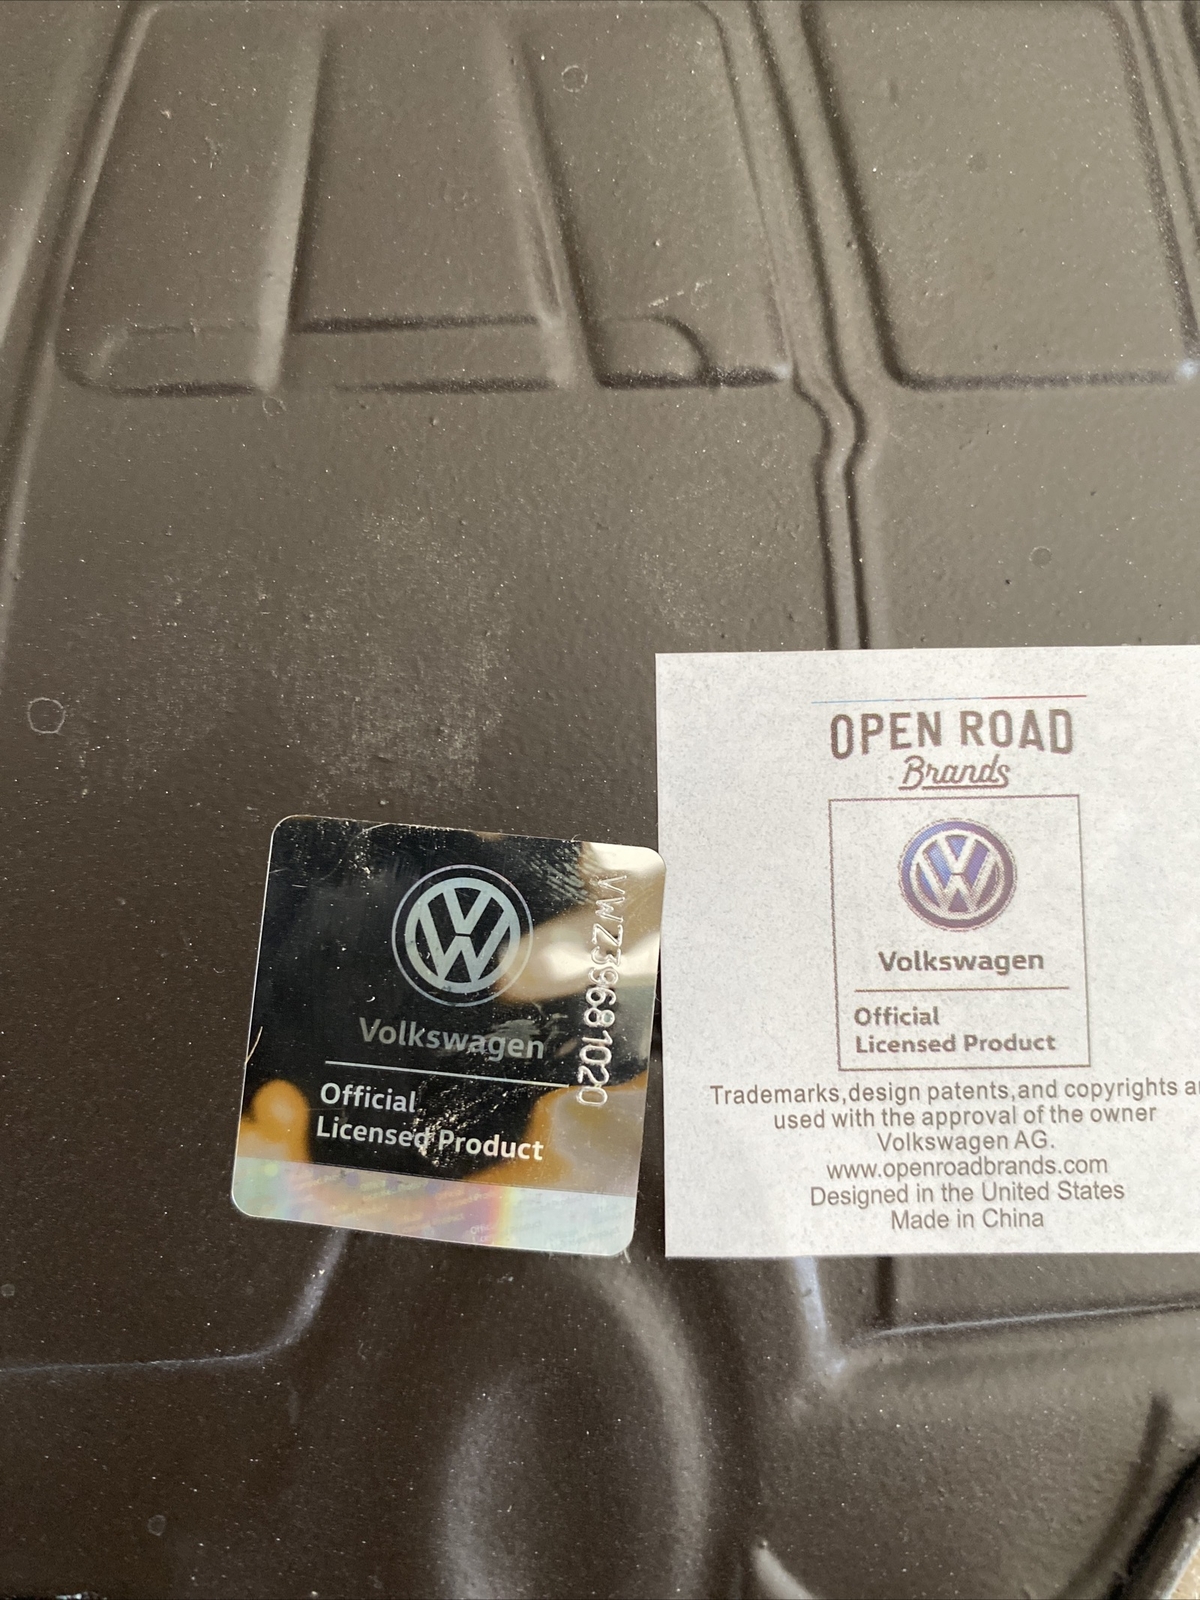 Volkswagen
Official
Licensed Product
VWZ39681020
OPEN ROAD
Brands
Volkswagen
Official
Licensed Product
Trademarks,design patents,and copyrights
used with the approval of the owner
Volkswagen AG.
www.openroadbrands.com
Designed in the United States
Made in China